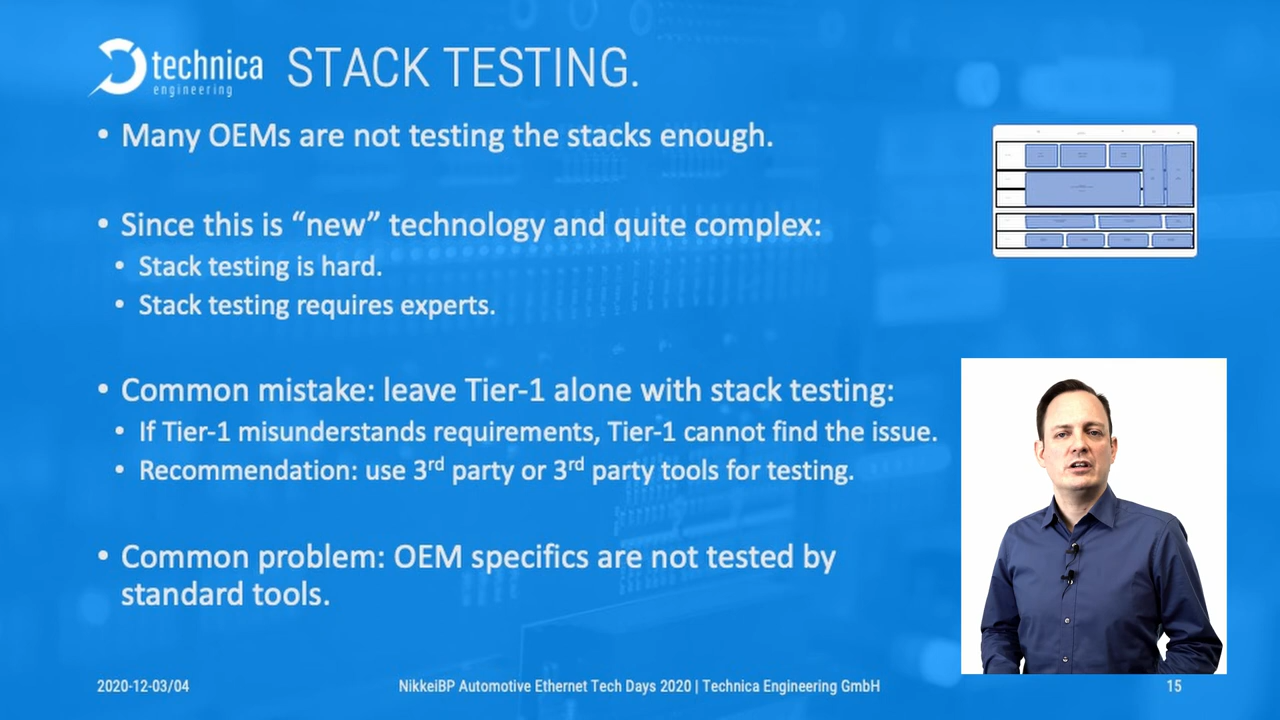 technica
engineering
STACK TESTING.
• Many OEMs are not testing the stacks enough.
• Since this is “new” technology and quite complex:
• Stack testing is hard.
• Stack testing requires experts.
• Common mistake: leave Tier-1 alone with stack testing:
• If Tier-1 misunderstands requirements, Tier-1 cannot find the issue.
• Recommendation: use 3rd party or 3rd party tools for testing.
• Common problem: OEM specifics are not tested by
standard tools.
2020-12-03/04
NikkeiBP Automotive Ethernet Tech Days 2020 | Technica Engineering GmbH
15